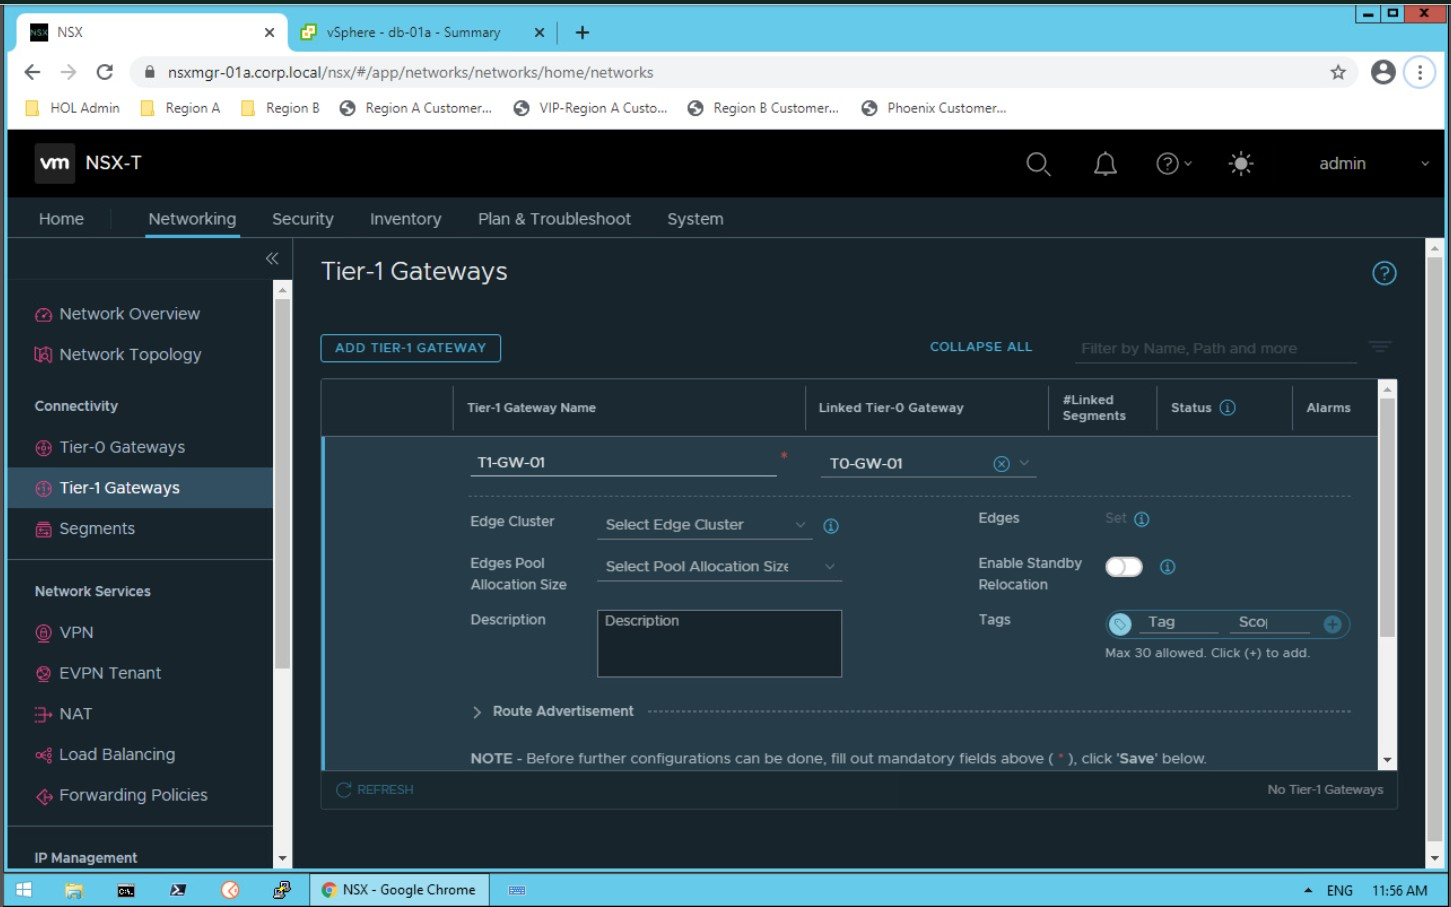 NSX
NSX
vSphere - db-01a - Summary
nsxmgr-01a.corp.local/nsx/#/app/networks/networks/home/networks
HOL Admin
Region A
Region B
Region A Customer...
VIP-Region A Custo...
Region B Customer...
Phoenix Customer...
vm NSX-T
admin
Home
Networking
Security
Inventory
Plan & Troubleshoot
System
Network Overview
Network Topology
Connectivity
Tier-0 Gateways
Tier-1 Gateways
Segments
Network Services
VPN
EVPN Tenant
NAT
Load Balancing
Forwarding Policies
IP Management
Tier-1 Gateways
ADD TIER-1 GATEWAY
COLLAPSE ALL
Filter by Name, Path and more
Tier-1 Gateway Name
Linked Tier-0 Gateway
#Linked
Segments
Status
Alarms
T1-GW-01 *
T0-GW-01
Edge Cluster
Select Edge Cluster
Edges
Set
Edges Pool
Allocation Size
Select Pool Allocation Size
Enable Standby
Relocation
Description
Description
Tags
Tag
Sco
Max 30 allowed. Click (+) to add.
Route Advertisement
NOTE - Before further configurations can be done, fill out mandatory fields above ( * ), click 'Save' below.
REFRESH
No Tier-1 Gateways
NSX - Google Chrome
ENG
11:56 AM